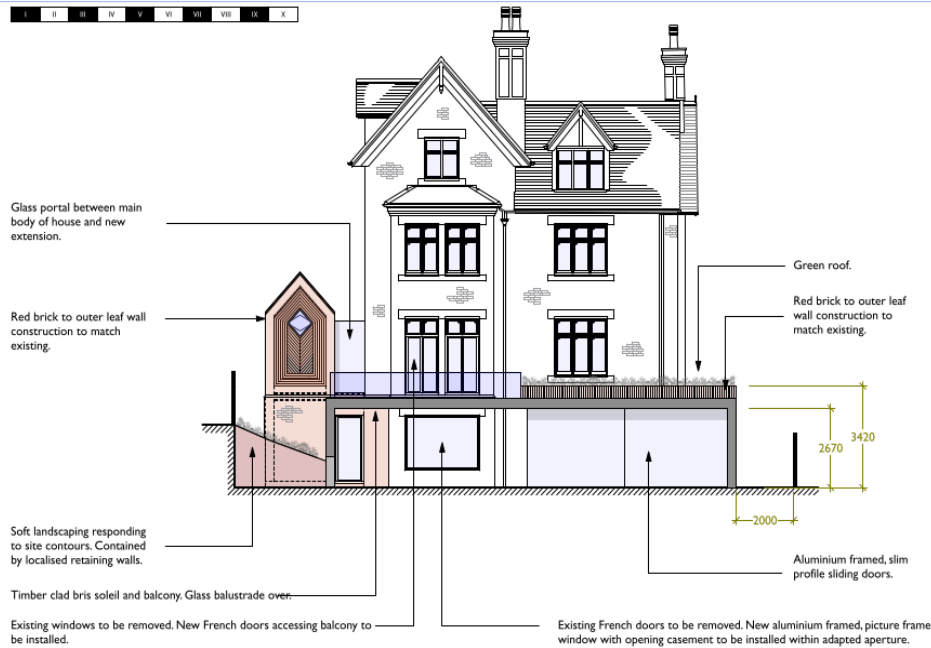 I II III IV V VI VII VIII IX X
Glass portal between main
body of house and new
extension.
Green roof.
Red brick to outer leaf wall
construction to match
existing.
Red brick to outer leaf
wall construction to
match existing.
2670
3420
2000
Soft landscaping responding
to site contours. Contained
by localised retaining walls.
Aluminium framed, slim
profile sliding doors.
Timber clad bris soleil and balcony. Glass balustrade over.
Existing windows to be removed. New French doors accessing balcony to
be installed.
Existing French doors to be removed. New aluminium framed, picture frame
window with opening casement to be installed within adapted aperture.